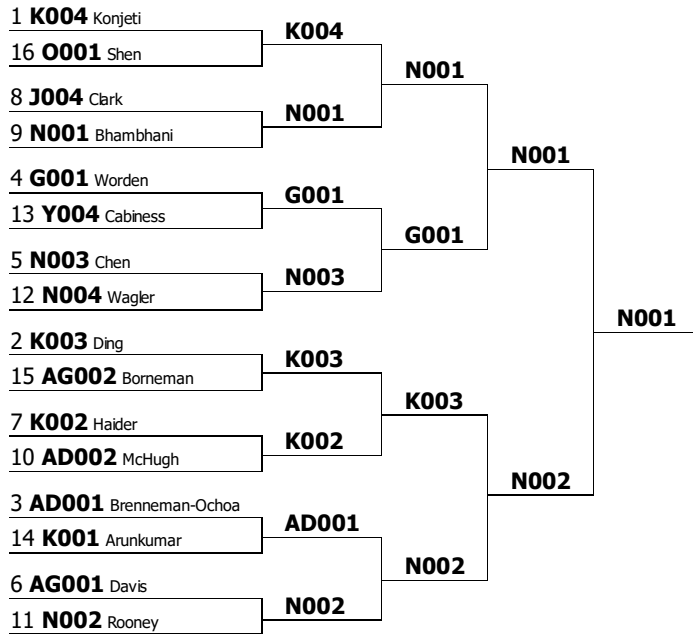 1 K004 Konjeti
16 O001 Shen
8 J004 Clark
9 N001 Bhambhani
4 G001 Worden
13 Y004 Cabiness
5 N003 Chen
12 N004 Wagler
2 K003 Ding
15 AG002 Borneman
7 K002 Haider
10 AD002 McHugh
3 AD001 Brenneman-Ochoa
14 K001 Arunkumar
6 AG001 Davis
11 N002 Rooney
K004
N001
G001
N003
K003
K002
AD001
N002
N001
G001
K003
N002
N001
N002
N001